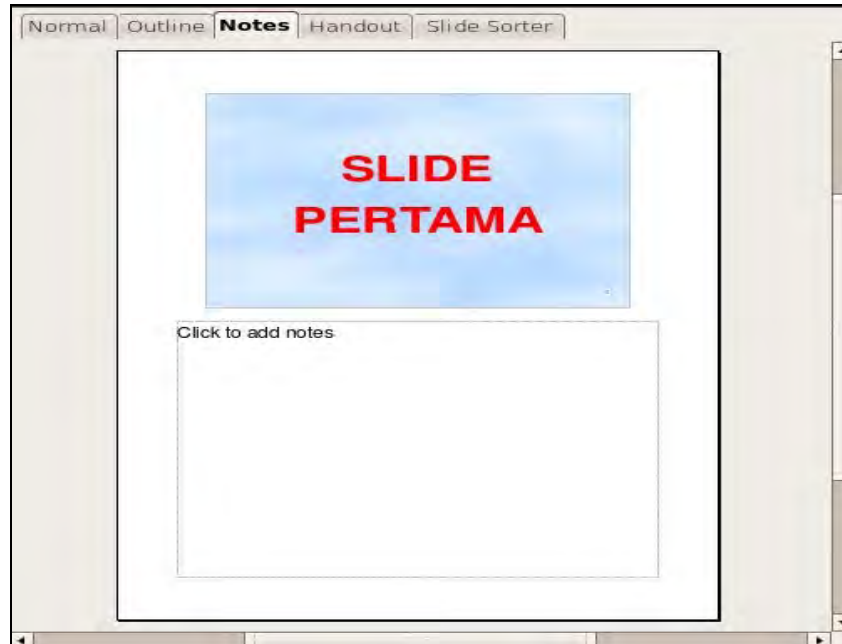 Normal Outline Notes Handout Slide Sorter
SLIDE
PERTAMA
Click to add notes